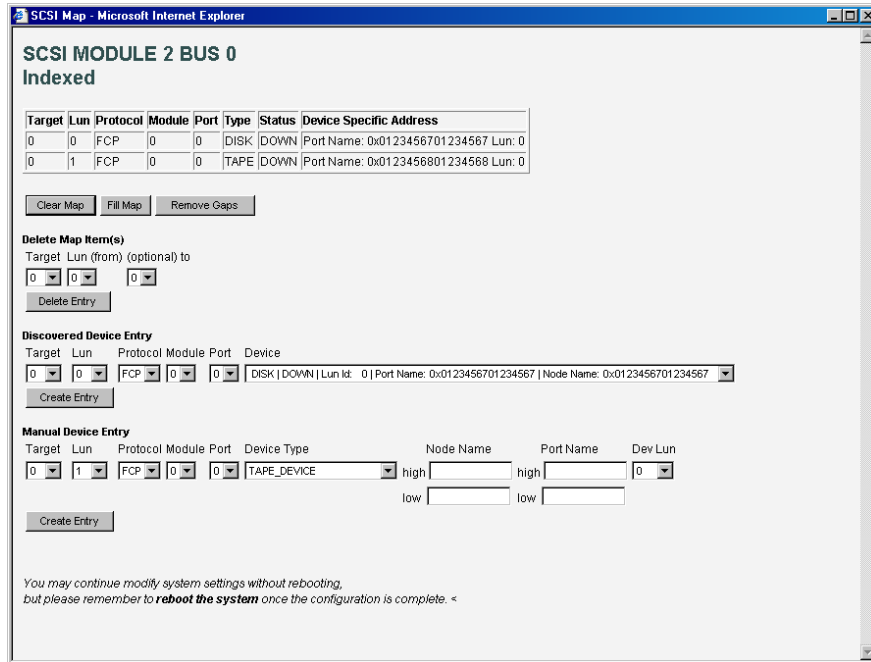 SCSI Map - Microsoft Internet Explorer
SCSI MODULE 2 BUS 0
Indexed
Target Lun Protocol Module Port Type Status Device Specific Address
0 0 FCP 0 0 DISK DOWN Port Name: 0x0123456701234567 Lun: 0
0 1 FCP 0 0 TAPE DOWN Port Name: 0x0123456801234568 Lun: 0
Clear Map Fill Map Remove Gaps
Delete Map Item(s)
Target Lun (from) (optional) to
0 0 0
Delete Entry
Discovered Device Entry
Target Lun Protocol Module Port Device
0 0 FCP 0 0 DISK | DOWN | Lun Id: 0 | Port Name: 0x0123456701234567 | Node Name: 0x0123456701234567
Create Entry
Manual Device Entry
Target Lun Protocol Module Port Device Type Node Name Port Name Dev Lun
0 1 FCP 0 0 TAPE_DEVICE high high 0
low low
Create Entry
You may continue modify system settings without rebooting,
but please remember to reboot the system once the configuration is complete. <